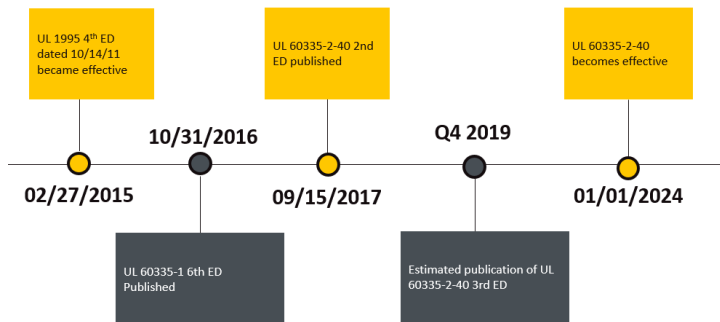 UL 1995 4th ED
dated 10/14/11
became effective
UL 60335-2-40 2nd
ED published
UL 60335-2-40
becomes effective
10/31/2016
Q4 2019
02/27/2015
09/15/2017
01/01/2024
UL 60335-1 6th ED
Published
Estimated publication of UL
60335-2-40 3rd ED